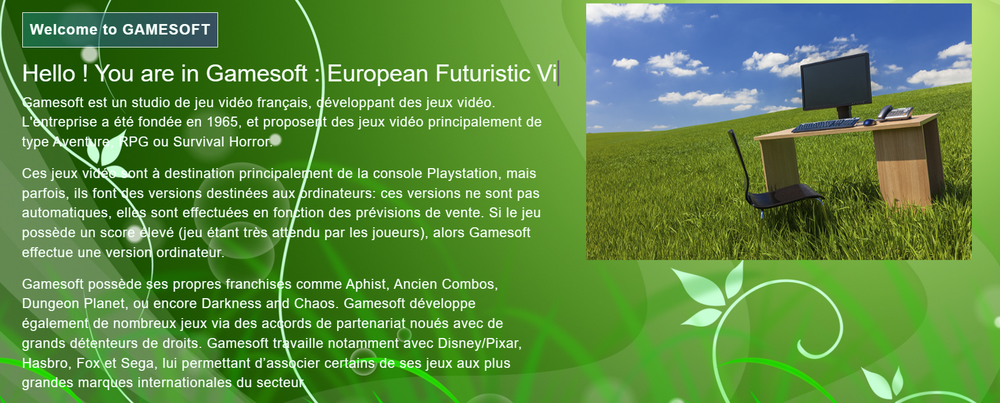 Welcome to GAMESOFT
Hello ! You are in Gamesoft : European Futuristic Vi
Gamesoft est un studio de jeu vidéo français, développant des jeux vidéo.
L'entreprise a été fondée en 1965, et proposent des jeux vidéo principalement de
type Aventure, RPG ou Survival Horror.
Ces jeux vidéo sont à destination principalement de la console Playstation, mais
parfois, ils font des versions destinées aux ordinateurs: ces versions ne sont pas
automatiques, elles sont effectuées en fonction des prévisions de vente. Si le jeu
possède un score élevé (jeu étant très attendu par les joueurs), alors Gamesoft
effectue une version ordinateur.
Gamesoft possède ses propres franchises comme Aphist, Ancien Combos,
Dungeon Planet, ou encore Darkness and Chaos. Gamesoft développe
également de nombreux jeux via des accords de partenariat noués avec de
grands détenteurs de droits. Gamesoft travaille notamment avec Disney/Pixar,
Hasbro, Fox et Sega, lui permettant d’associer certains de ses jeux aux plus
grandes marques internationales du secteur